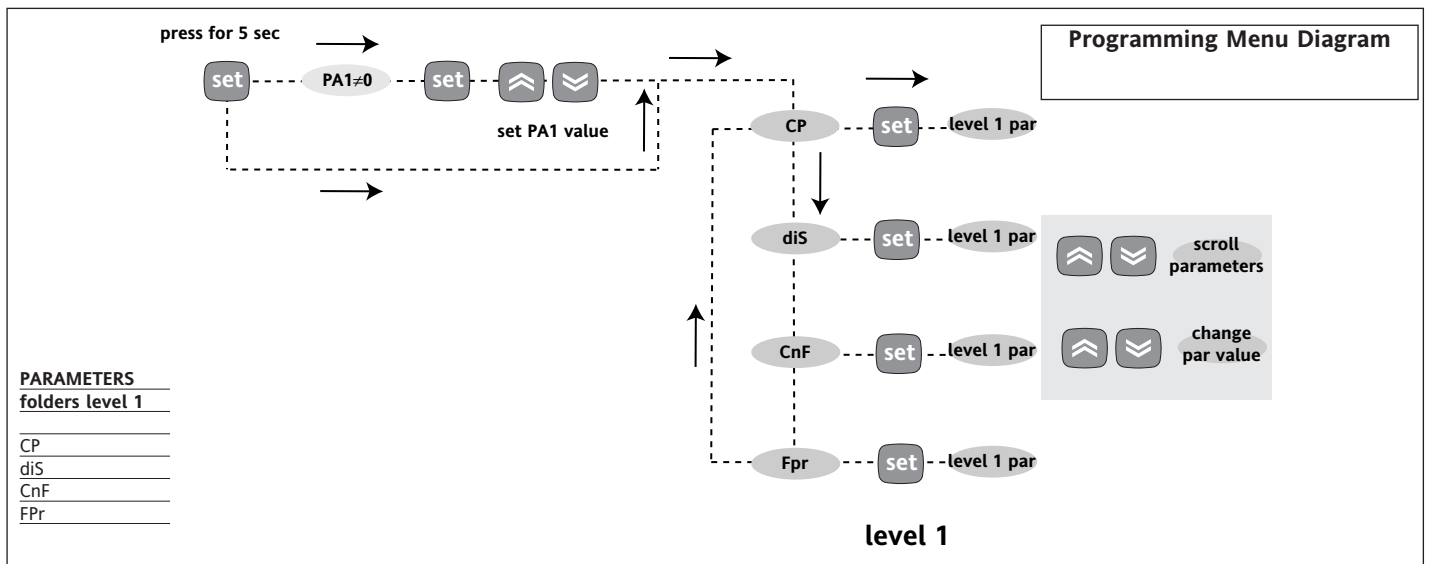 press for 5 sec
Programming Menu Diagram
set
PA1≠0
set
set PA1 value
CP
set
level 1 par
diS
set
level 1 par
scroll
parameters
CnF
set
level 1 par
change
par value
PARAMETERS
folders level 1
CP
diS
CnF
FPr
Fpr
set
level 1 par
level 1